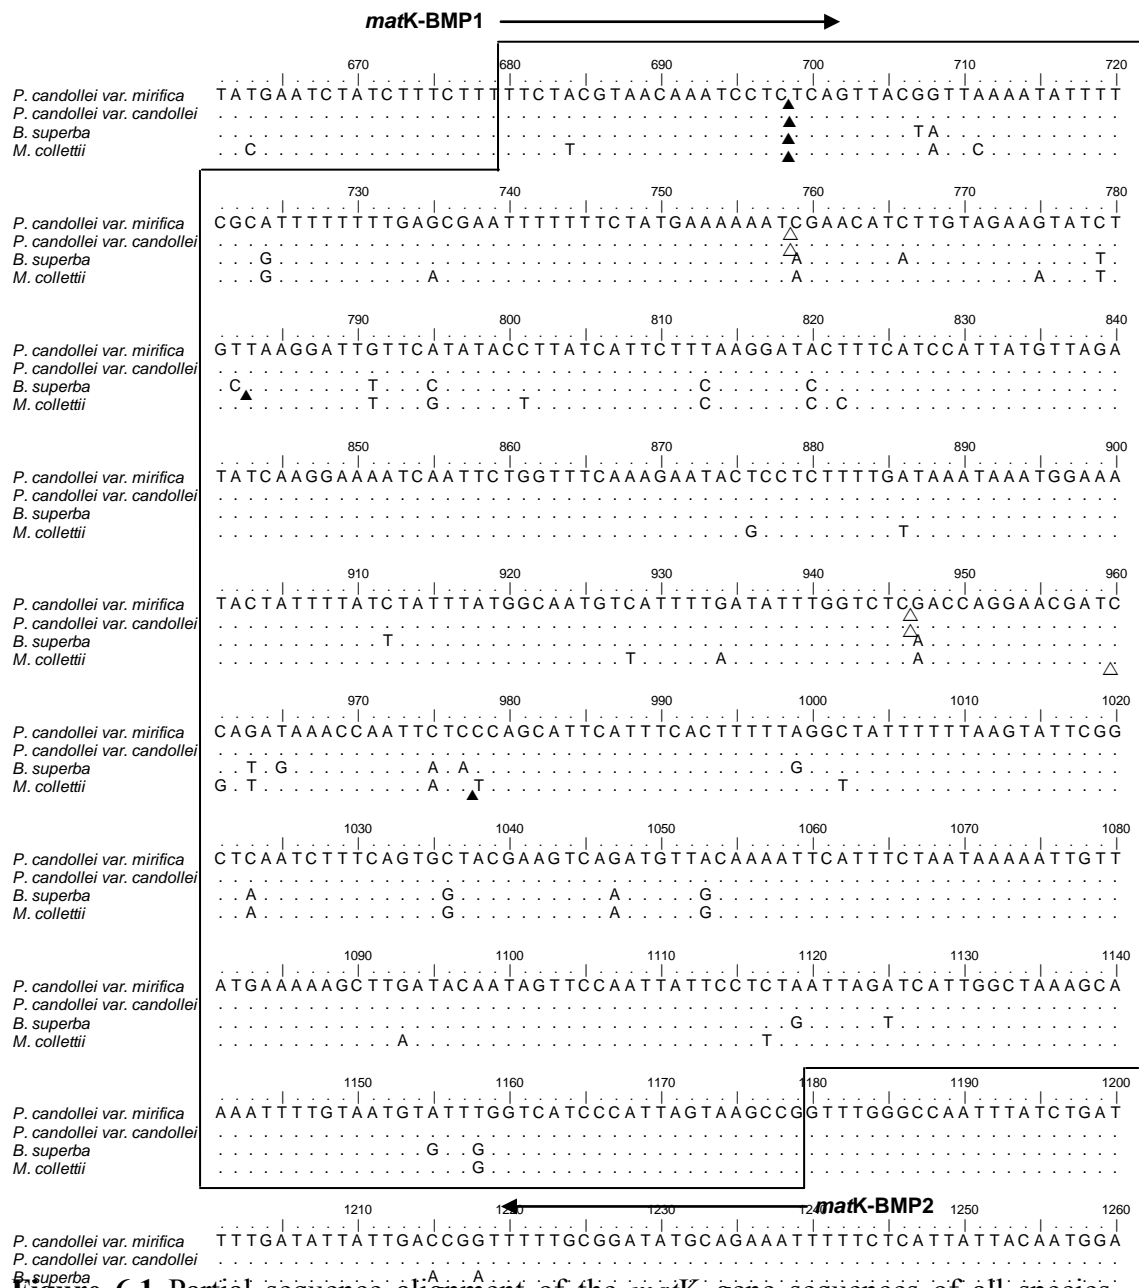 matK-BMP1
670 680 690 700 710 720
P. candollei var. mirifica TATGAATCTATCTTTCTTTTTCTACGTAACAAATCCTCTCAGTTACGGTTAAAATATTTT
P. candollei var. candollei
B. superba T A
M. collettii C T A C
730 740 750 760 770 780
P. candollei var. mirifica CGCATTTTTTTTGAGCGAATTTTTTTCTATGAAAAAATCGAACATCTTGTAGAAGTATCT
P. candollei var. candollei
B. superba G A A T
M. collettii G A A A T
790 800 810 820 830 840
P. candollei var. mirifica GTTAAGGATTGTTCATATACCTTATCATTCTTTAAGGATACTTTCATCCATTATGTTAGA
P. candollei var. candollei
B. superba C T C C C
M. collettii T G T C C C
850 860 870 880 890 900
P. candollei var. mirifica TATCAAGGAAAATCAATTCTGGTTTCAAAGAATACTCCTCTTTTGATAAATAAATGGAAA
P. candollei var. candollei
B. superba
M. collettii G T
910 920 930 940 950 960
P. candollei var. mirifica TACTATTTTATCTATTTATGGCAATGTCATTTTGATATTTGGTCTCGACCAGGAACGATC
P. candollei var. candollei
B. superba T A
M. collettii T A A
970 980 990 1000 1010 1020
P. candollei var. mirifica CAGATAAACCAATTCTCCCAGCATTCATTTCACTTTTTAGGCTATTTTTTAAGTATTCGG
P. candollei var. candollei
B. superba T G A A G
M. collettii G T A T T
1030 1040 1050 1060 1070 1080
P. candollei var. mirifica CTCAATCTTTCAGTGCTACGAAGTCAGATGTTACAAAATTCATTTCTAATAAAAATTGTT
P. candollei var. candollei
B. superba A G A G
M. collettii A G A G
1090 1100 1110 1120 1130 1140
P. candollei var. mirifica ATGAAAAAGCTTGATACAATAGTTCCAATTATTCCTCTAATTAGATCATTGGCTAAAGCA
P. candollei var. candollei
B. superba G T
M. collettii A T
1150 1160 1170 1180 1190 1200
P. candollei var. mirifica AAATTTTGTAATGTATTTGGTCATCCCATTAGTAAGCCGGTTTGGGCCAATTTATCTGAT
P. candollei var. candollei
B. superba G G
M. collettii G
matK-BMP2
1210 1220 1230 1240 1250 1260
P. candollei var. mirifica TTTGATATTATTGACCGGTTTTTGCGGATATGCAGAAATTTTTCTCATTATTACAATGGA
P. candollei var. candollei
B. superba A A
Figure 6.1 Partial sequence alignment of the matK gene sequences of all species